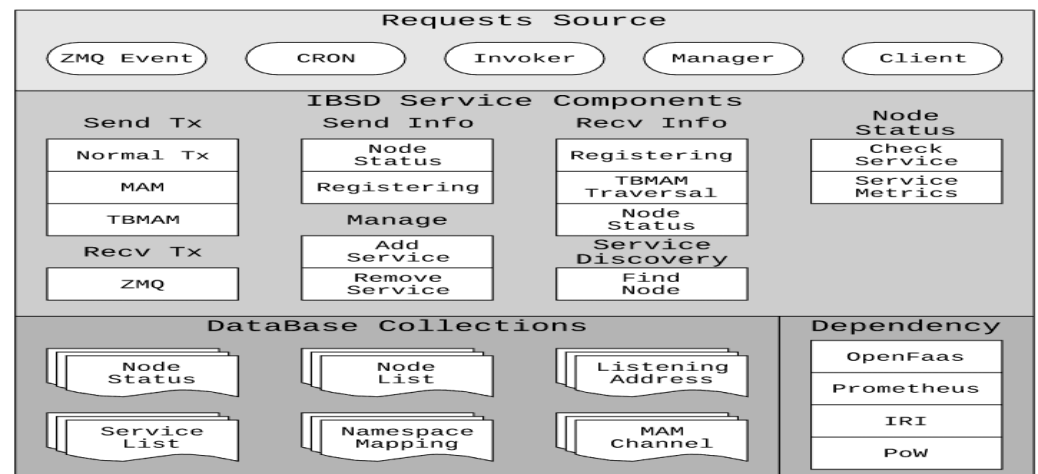 Requests Source
ZMQ Event
CRON
Invoker
Manager
Client
IBSD Service Components
Send Tx
Normal Tx
MAM
TBMAM
Recv Tx
ZMQ
Send Info
Node
Status
Registering
Manage
Add
Service
Remove
Service
Recv Info
Registering
TBMAM
Traversal
Node
Status
Service
Discovery
Find
Node
Node
Status
Check
Service
Service
Metrics
DataBase Collections
Node
Status
Node
List
Listening
Address
Service
List
Namespace
Mapping
MAM
Channel
Dependency
OpenFaas
Prometheus
IRI
PoW